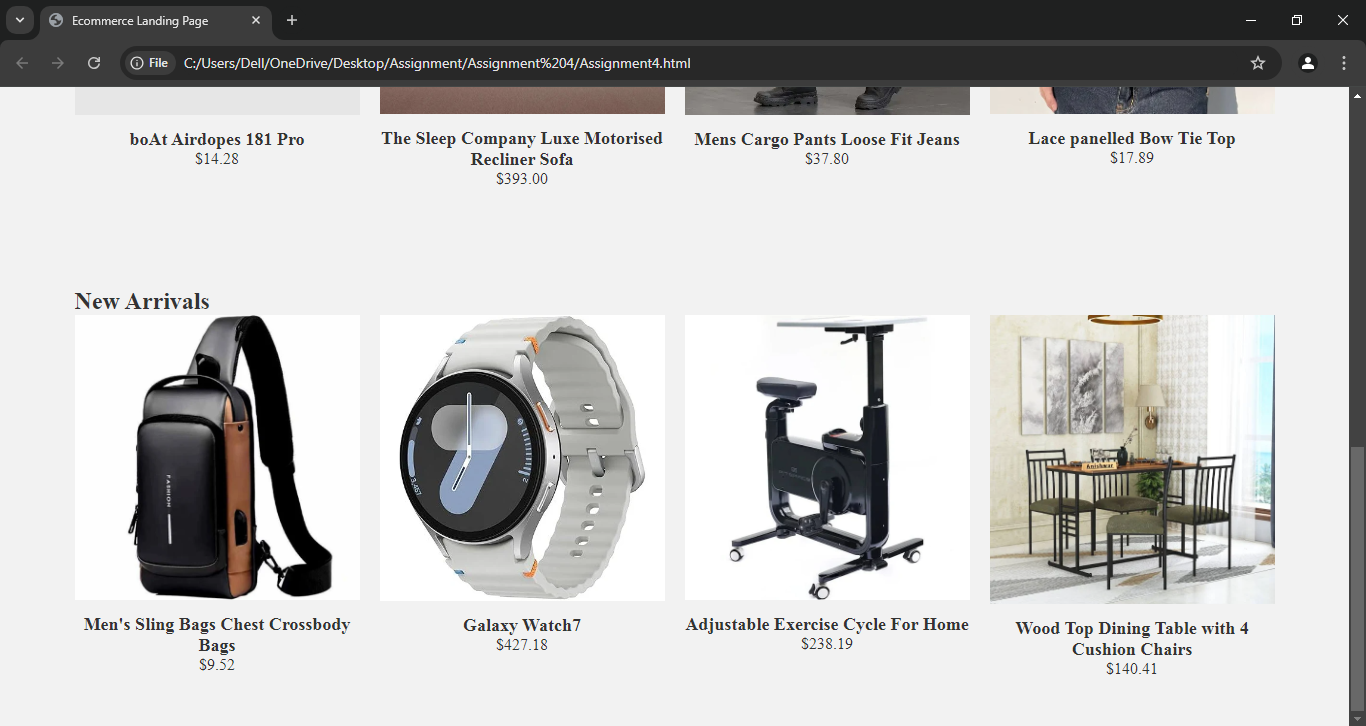 Ecommerce Landing Page
File
C:/Users/Dell/OneDrive/Desktop/Assignment/Assignment%204/Assignment4.html
boAt Airdopes 181 Pro
$14.28
The Sleep Company Luxe Motorised
Recliner Sofa
$393.00
Mens Cargo Pants Loose Fit Jeans
$37.80
Lace panelled Bow Tie Top
$17.89
New Arrivals
FASHION
Men's Sling Bags Chest Crossbody
Bags
$9.52
Galaxy Watch7
$427.18
Adjustable Exercise Cycle For Home
$238.19
Wood Top Dining Table with 4
Cushion Chairs
$140.41